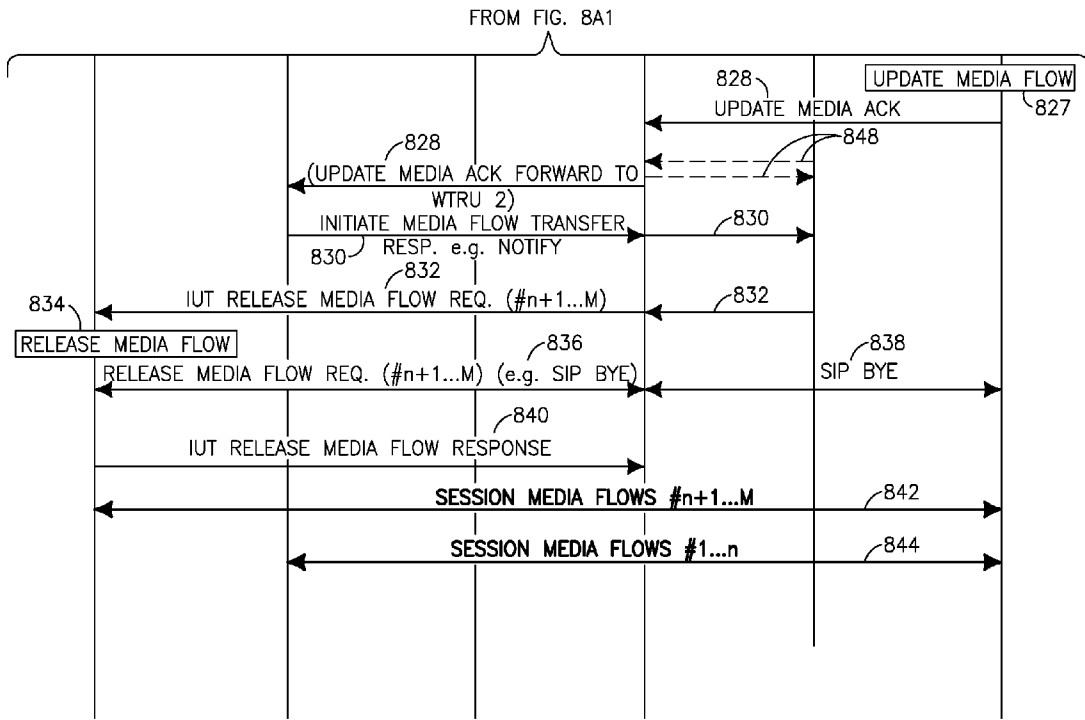 FROM FIG. 8A1
828
UPDATE MEDIA FLOW
827
UPDATE MEDIA ACK
828
848
(UPDATE MEDIA ACK FORWARD TO
WTRU 2)
INITIATE MEDIA FLOW TRANSFER
830
830
RESP. e.g. NOTIFY
832
IUT RELEASE MEDIA FLOW REQ. (#n+1...M)
832
834
RELEASE MEDIA FLOW
836
838
RELEASE MEDIA FLOW REQ. (#n+1...M) (e.g. SIP BYE)
SIP BYE
840
IUT RELEASE MEDIA FLOW RESPONSE
SESSION MEDIA FLOWS #n+1...M
842
SESSION MEDIA FLOWS #1...n
844